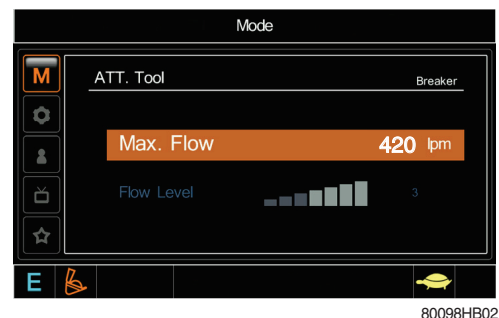 Mode
M
ATT. Tool Breaker
Max. Flow 420 lpm
Flow Level 3
E
80098HB02